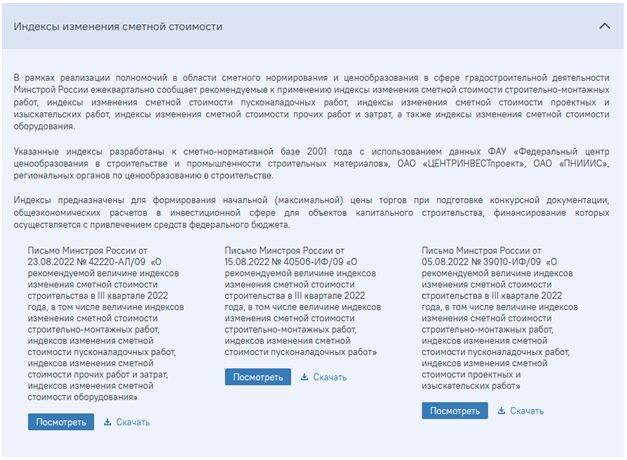 Индексы изменения сметной стоимости
В рамках реализации полномочий в области сметного нормирования и ценообразования в сфере градостроительной деятельности
Минстрой России ежеквартально сообщает рекомендуемые к применению индексы изменения сметной стоимости строительно-монтажных
работ, индексы изменения сметной стоимости пусконаладочных работ, индексы изменения сметной стоимости проектных и
изыскательских работ, индексы изменения сметной стоимости прочих работ и затрат, а также индексы изменения сметной стоимости
оборудования.
Указанные индексы разработаны к сметно-нормативной базе 2001 года с использованием данных ФАУ «Федеральный центр
ценообразования в строительстве и промышленности строительных материалов», ОАО «ЦЕНТРИНВЕСТпроект», ОАО «ПНИИИС»,
региональных органов по ценообразованию в строительстве.
Индексы предназначены для формирования начальной (максимальной) цены торгов при подготовке конкурсной документации,
общеэкономических расчетов в инвестиционной сфере для объектов капитального строительства, финансирование которых
осуществляется с привлечением средств федерального бюджета.
Письмо Минстроя России от
23.08.2022 № 42220-АЛ/09 «О
рекомендуемой величине индексов
изменения сметной стоимости
строительства в III квартале 2022
года, в том числе величине индексов
изменения сметной стоимости
строительно-монтажных работ,
индексов изменения сметной
стоимости пусконаладочных работ,
индексов изменения сметной
стоимости прочих работ и затрат,
индексов изменения сметной
стоимости оборудования»
Посмотреть Скачать
Письмо Минстроя России от
15.08.2022 № 40506-ИФ/09 «О
рекомендуемой величине индексов
изменения сметной стоимости
строительства в III квартале 2022
года, в том числе величине индексов
изменения сметной стоимости
строительно-монтажных работ,
индексов изменения сметной
стоимости пусконаладочных работ»
Посмотреть Скачать
Письмо Минстроя России от
05.08.2022 № 39010-ИФ/09 «О
рекомендуемой величине индексов
изменения сметной стоимости
строительства в III квартале 2022
года, в том числе величине индексов
изменения сметной стоимости
строительно-монтажных работ,
индексов изменения сметной
стоимости пусконаладочных работ,
индексов изменения сметной
стоимости проектных и
изыскательских работ»
Посмотреть Скачать